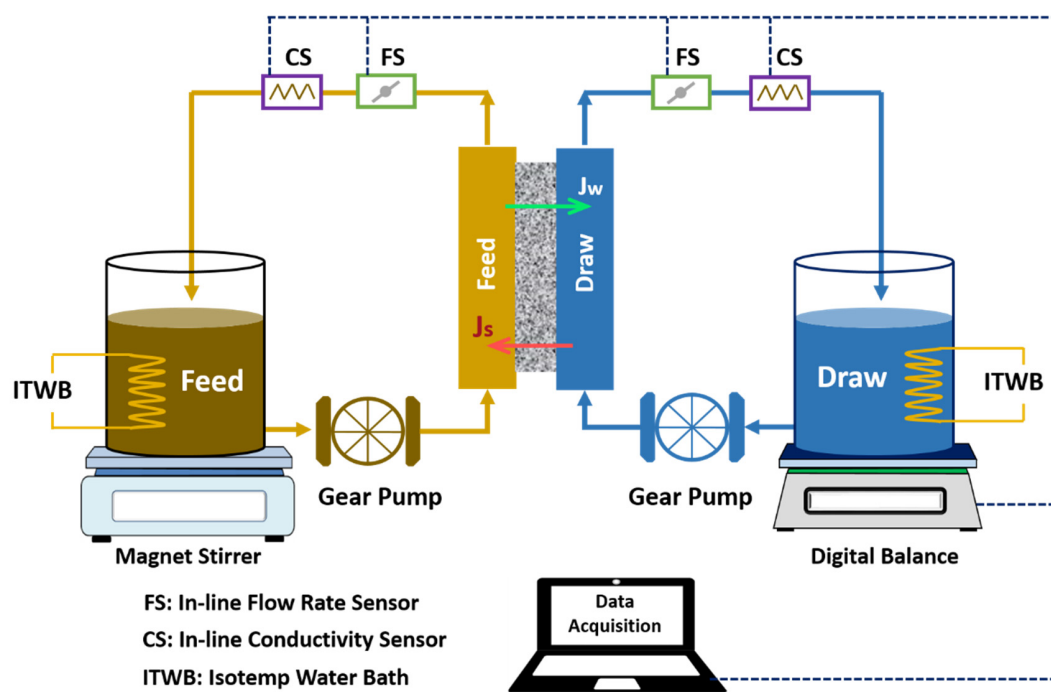 CS
FS
FS
CS
Feed
Jw
Draw
Js
ITWB
Feed
Draw
ITWB
Gear Pump
Gear Pump
Magnet Stirrer
Digital Balance
FS: In-line Flow Rate Sensor
CS: In-line Conductivity Sensor
ITWB: Isotemp Water Bath
Data
Acquisition